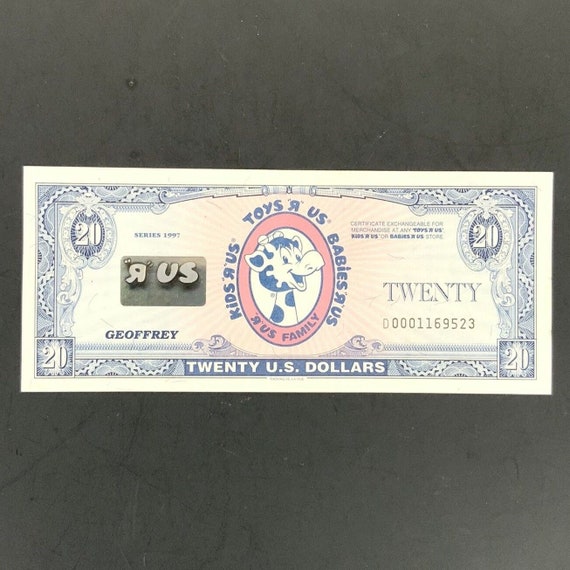 20
SERIES 1997
"R" US
GEOFFREY
KiDS "R" US
TOYS "R" US
BABiES "R" US
"R" US FAMILY
CERTIFICATE EXCHANGEABLE FOR
MERCHANDISE AT ANY TOYS "R" US
KIDS "R" US OR BABIES "R" US STORE
20
TWENTY
D0001169523
20
TWENTY U.S. DOLLARS
20